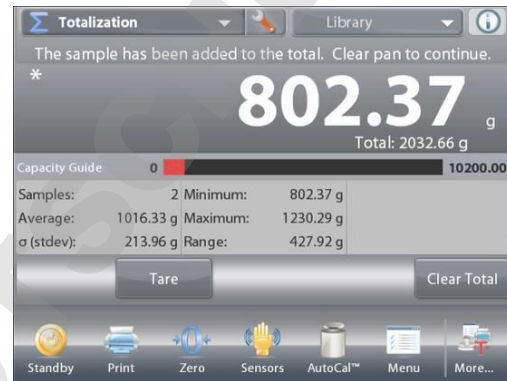 Σ Totalization Library i
The sample has been added to the total. Clear pan to continue.
*
802.37 g
Total: 2032.66 g
Capacity Guide 0 10200.00
Samples: 2 Minimum: 802.37 g
Average: 1016.33 g Maximum: 1230.29 g
σ (stdev): 213.96 g Range: 427.92 g
Tare Clear Total
→0← 
Standby Print Zero Sensors AutoCal™ Menu More...